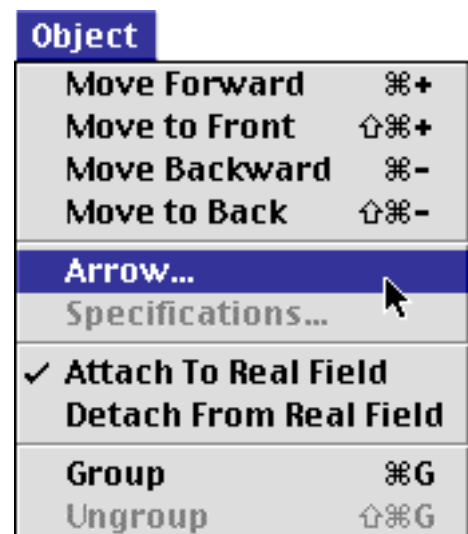 Object
Move Forward ⌘+
Move to Front ⇧⌘+
Move Backward ⌘-
Move to Back ⇧⌘-
Arrow...
Specifications...
✓ Attach To Real Field
Detach From Real Field
Group ⌘G
Ungroup ⇧⌘G